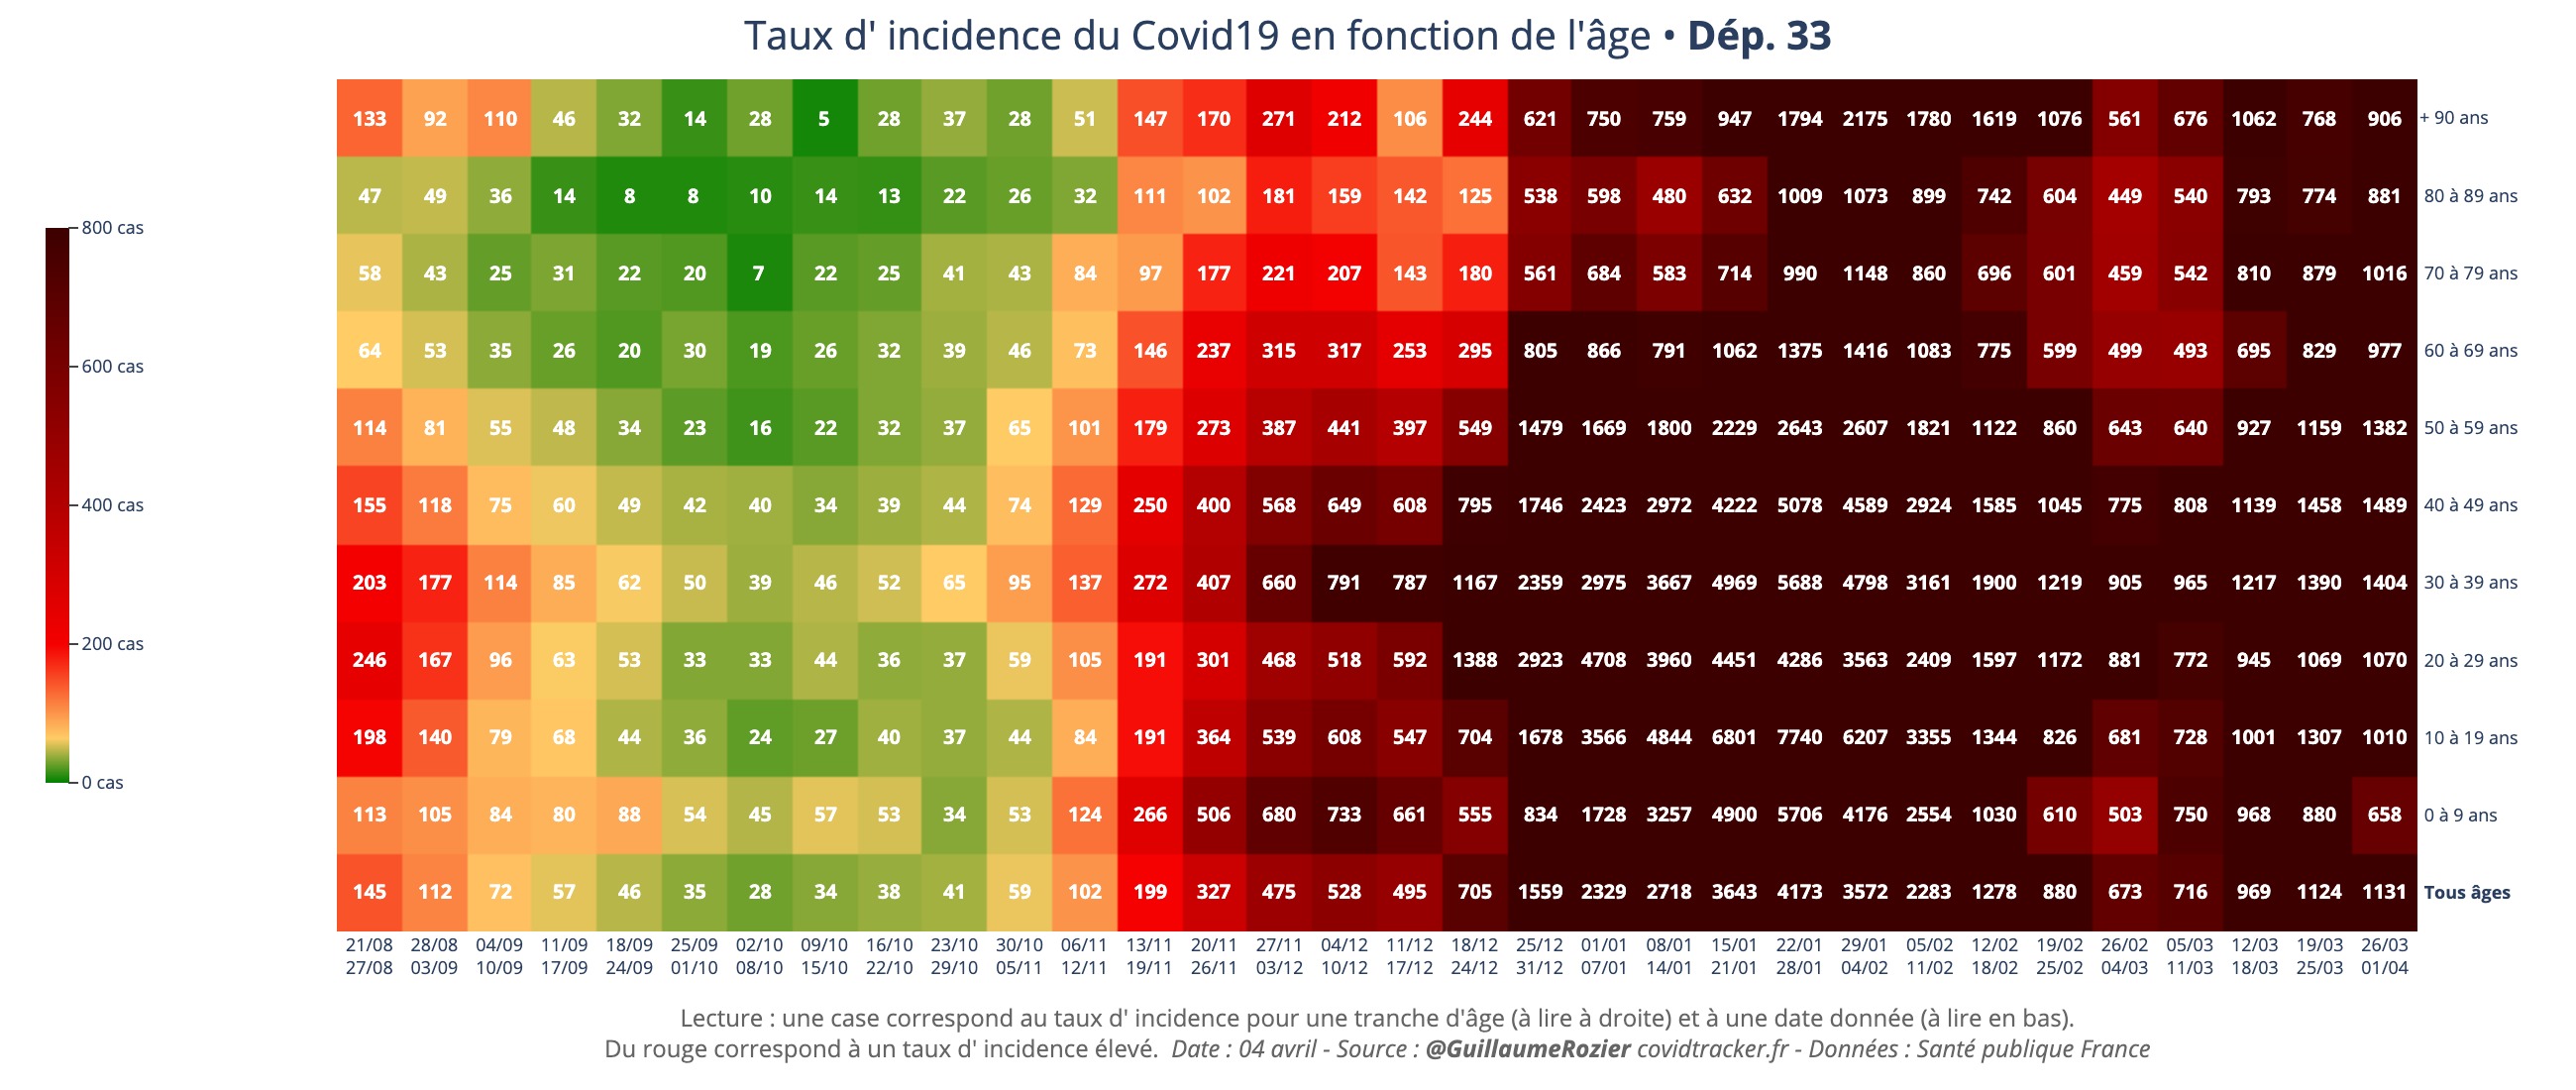 Taux d' incidence du Covid19 en fonction de l'âge • Dép. 33
133 92 110 46 32 14 28 5 28 37 28 51 147 170 271 212 106 244 621 750 759 947 1794 2175 1780 1619 1076 561 676 1062 768 906 + 90 ans
47 49 36 14 8 8 10 14 13 22 26 32 111 102 181 159 142 125 538 598 480 632 1009 1073 899 742 604 449 540 793 774 881 80 à 89 ans
800 cas
58 43 25 31 22 20 7 22 25 41 43 84 97 177 221 207 143 180 561 684 583 714 990 1148 860 696 601 459 542 810 879 1016 70 à 79 ans
64 53 35 26 20 30 19 26 32 39 46 73 146 237 315 317 253 295 805 866 791 1062 1375 1416 1083 775 599 499 493 695 829 977 60 à 69 ans
600 cas
114 81 55 48 34 23 16 22 32 37 65 101 179 273 387 441 397 549 1479 1669 1800 2229 2643 2607 1821 1122 860 643 640 927 1159 1382 50 à 59 ans
400 cas
155 118 75 60 49 42 40 34 39 44 74 129 250 400 568 649 608 795 1746 2423 2972 4222 5078 4589 2924 1585 1045 775 808 1139 1458 1489 40 à 49 ans
203 177 114 85 62 50 39 46 52 65 95 137 272 407 660 791 787 1167 2359 2975 3667 4969 5688 4798 3161 1900 1219 905 965 1217 1390 1404 30 à 39 ans
200 cas
246 167 96 63 53 33 33 44 36 37 59 105 191 301 468 518 592 1388 2923 4708 3960 4451 4286 3563 2409 1597 1172 881 772 945 1069 1070 20 à 29 ans
198 140 79 68 44 36 24 27 40 37 44 84 191 364 539 608 547 704 1678 3566 4844 6801 7740 6207 3355 1344 826 681 728 1001 1307 1010 10 à 19 ans
0 cas
113 105 84 80 88 54 45 57 53 34 53 124 266 506 680 733 661 555 834 1728 3257 4900 5706 4176 2554 1030 610 503 750 968 880 658 0 à 9 ans
145 112 72 57 46 35 28 34 38 41 59 102 199 327 475 528 495 705 1559 2329 2718 3643 4173 3572 2283 1278 880 673 716 969 1124 1131 Tous âges
21/08 28/08 04/09 11/09 18/09 25/09 02/10 09/10 16/10 23/10 30/10 06/11 13/11 20/11 27/11 04/12 11/12 18/12 25/12 01/01 08/01 15/01 22/01 29/01 05/02 12/02 19/02 26/02 05/03 12/03 19/03 26/03
27/08 03/09 10/09 17/09 24/09 01/10 08/10 15/10 22/10 29/10 05/11 12/11 19/11 26/11 03/12 10/12 17/12 24/12 31/12 07/01 14/01 21/01 28/01 04/02 11/02 18/02 25/02 04/03 11/03 18/03 25/03 01/04
Lecture : une case correspond au taux d' incidence pour une tranche d'âge (à lire à droite) et à une date donnée (à lire en bas).
Du rouge correspond à un taux d' incidence élevé. Date : 04 avril - Source : @GuillaumeRozier covidtracker.fr - Données : Santé publique France